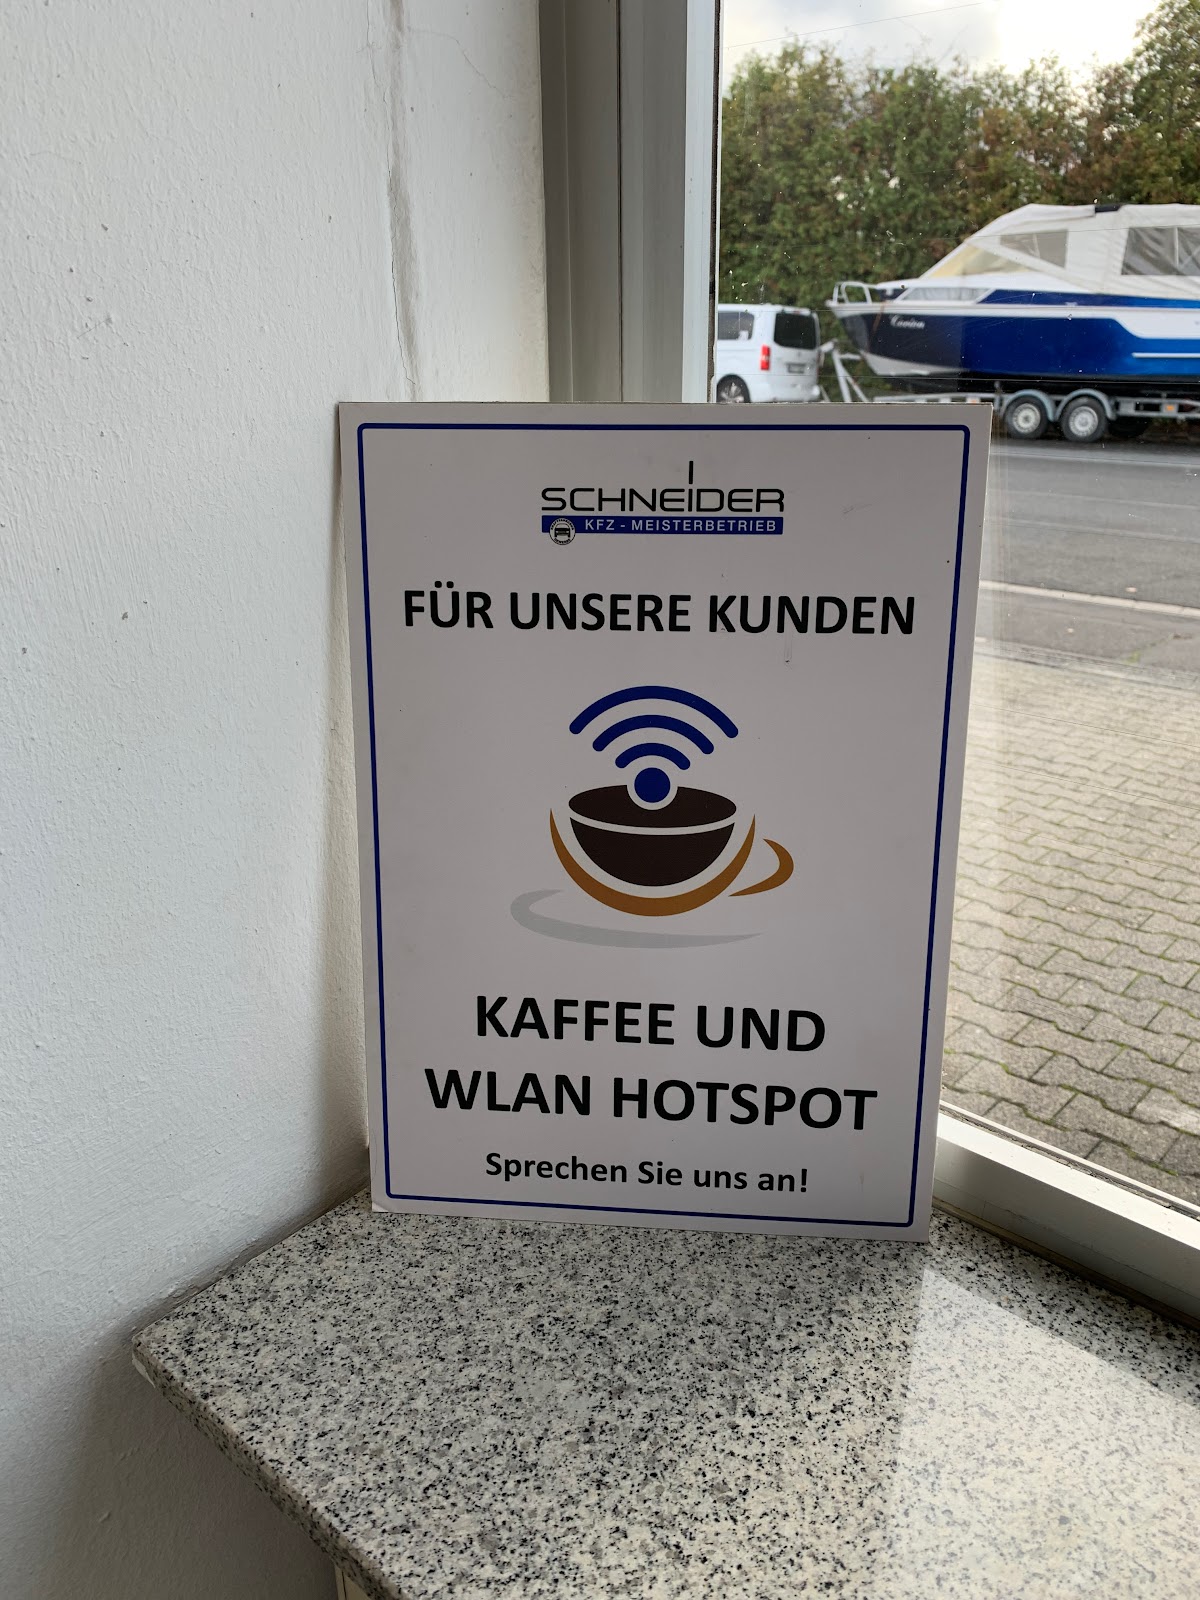 SCHNEIDER
KFZ - MEISTERBETRIEB
FÜR UNSERE KUNDEN
KAFFEE UND
WLAN HOTSPOT
Sprechen Sie uns an!